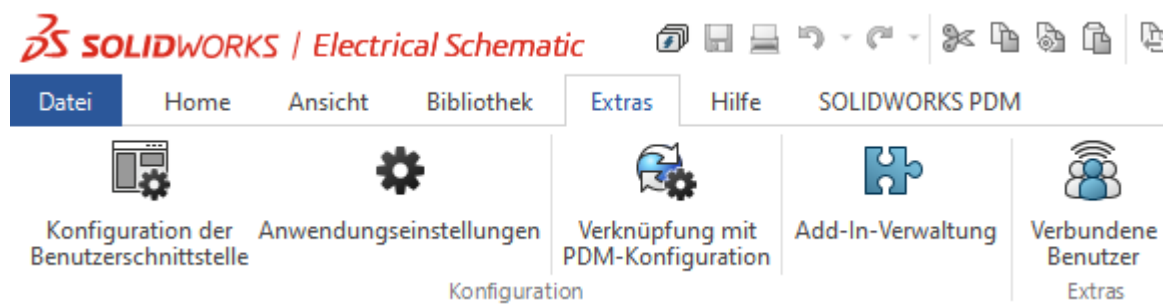 SOLIDWORKS | Electrical Schematic
Datei Home Ansicht Bibliothek Extras Hilfe SOLIDWORKS PDM
Konfiguration der Benutzerschnittstelle
Anwendungseinstellungen
Verknüpfung mit PDM-Konfiguration
Add-In-Verwaltung
Verbundene Benutzer
Konfiguration
Extras